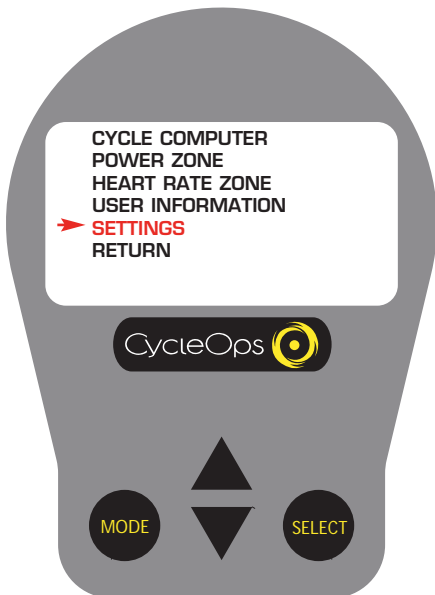 CYCLE COMPUTER
POWER ZONE
HEART RATE ZONE
USER INFORMATION
SETTINGS
RETURN
CycleOps
MODE
SELECT